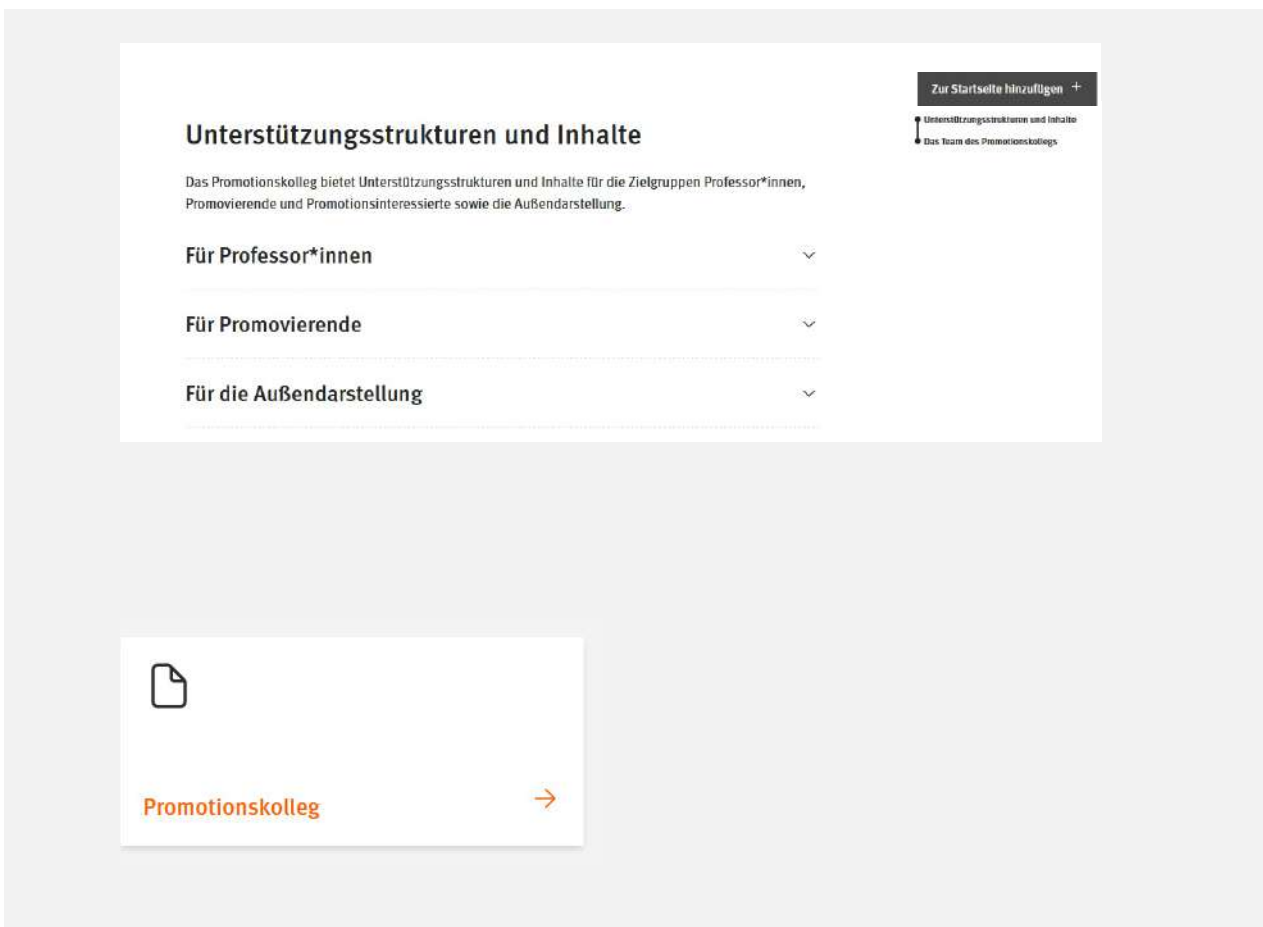 Zur Startseite hinzufügen +
Unterstützungsstrukturen und Inhalte
Das Team des Promotionskollegs
Unterstützungsstrukturen und Inhalte
Das Promotionskolleg bietet Unterstützungsstrukturen und Inhalte für die Zielgruppen Professor*innen,
Promovierende und Promotionsinteressierte sowie die Außendarstellung.
Für Professor*innen
Für Promovierende
Für die Außendarstellung
Promotionskolleg